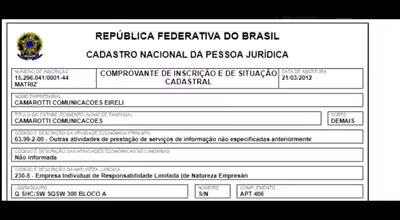 REPÚBLICA FEDERATIVA DO BRASIL
CADASTRO NACIONAL DA PESSOA JURÍDICA
NÚMERO DE INSCRIÇÃO
15.296.041/0001-44
MATRIZ
COMPROVANTE DE INSCRIÇÃO E DE SITUAÇÃO CADASTRAL
DATA DE ABERTURA
21/03/2012
NOME EMPRESARIAL
CAMAROTTI COMUNICACOES EIRELI
TÍTULO DO ESTABELECIMENTO (NOME DE FANTASIA)
CAMAROTTI COMUNICACOES
PORTE
DEMAIS
CÓDIGO E DESCRIÇÃO DA ATIVIDADE ECONÔMICA PRINCIPAL
63.99-2-00 - Outras atividades de prestação de serviços de informação não especificadas anteriormente
CÓDIGO E DESCRIÇÃO DAS ATIVIDADES ECONÔMICAS SECUNDÁRIAS
Não informada
CÓDIGO E DESCRIÇÃO DA NATUREZA JURÍDICA
230-5 - Empresa Individual de Responsabilidade Limitada (de Natureza Empresári
LOGRADOURO
Q SHC/SW SQSW 300 BLOCO A
NÚMERO
S/N
COMPLEMENTO
APT 406